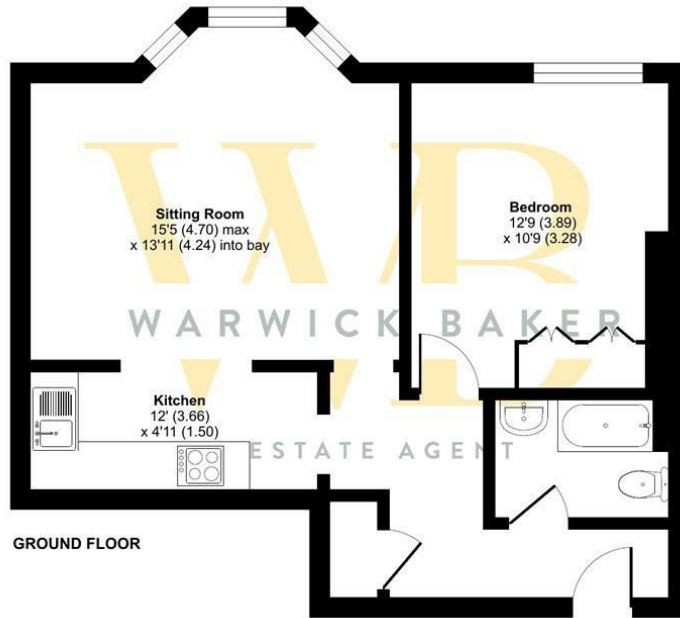 Sitting Room
15'5 (4.70) max
x 13'11 (4.24) into bay
Bedroom
12'9 (3.89)
x 10'9 (3.28)
WB
WARWICK BAKER
ESTATE AGENT
Kitchen
12' (3.66)
x 4'11 (1.50)
GROUND FLOOR